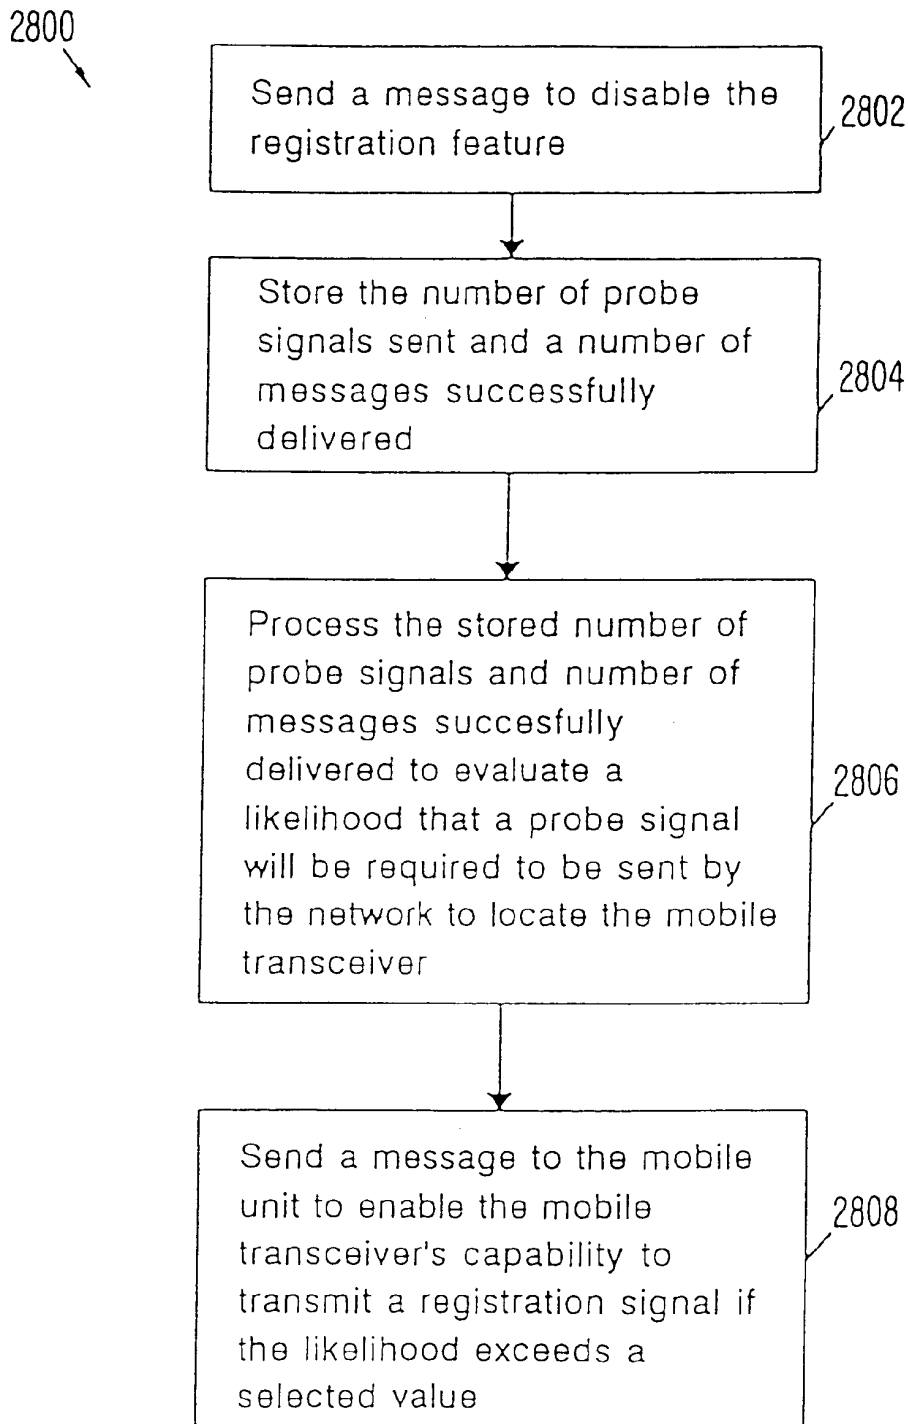 2800
Send a message to disable the
registration feature
2802
Store the number of probe
signals sent and a number of
messages successfully
delivered
2804
Process the stored number of
probe signals and number of
messages succesfully
delivered to evaluate a
likelihood that a probe signal
will be required to be sent by
the network to locate the mobile
transceiver
2806
Send a message to the mobile
unit to enable the mobile
transceiver's capability to
transmit a registration signal if
the likelihood exceeds a
selected value
2808